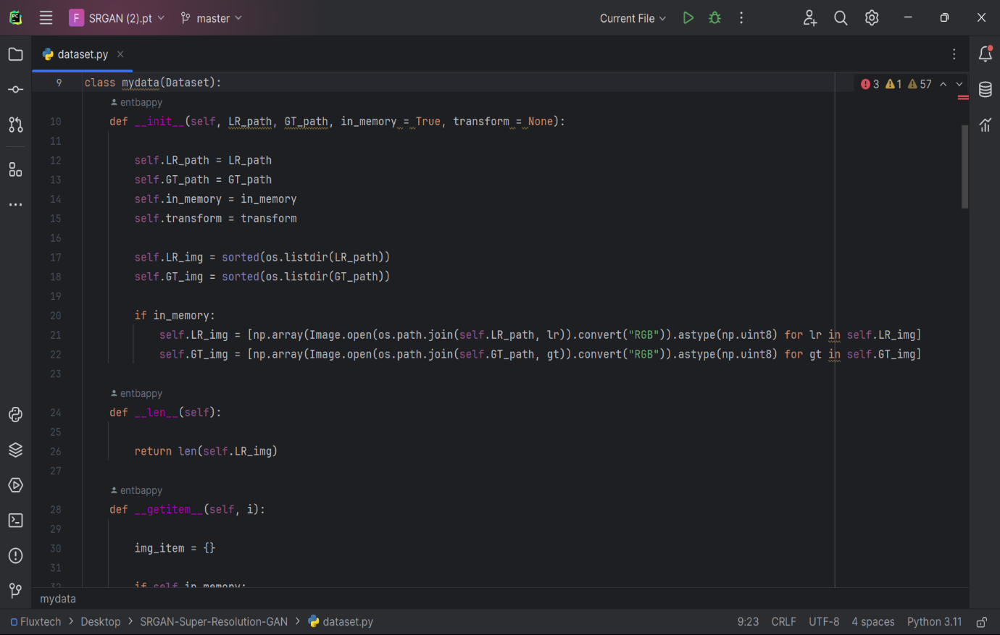 PC
F SRGAN (2).pt master Current File
dataset.py
9 class mydata(Dataset): 3 1 57
entbappy
10 def __init__(self, LR_path, GT_path, in_memory = True, transform = None):
11
12 self.LR_path = LR_path
13 self.GT_path = GT_path
14 self.in_memory = in_memory
15 self.transform = transform
16
17 self.LR_img = sorted(os.listdir(LR_path))
18 self.GT_img = sorted(os.listdir(GT_path))
19
20 if in_memory:
21 self.LR_img = [np.array(Image.open(os.path.join(self.LR_path, lr)).convert("RGB")).astype(np.uint8) for lr in self.LR_img]
22 self.GT_img = [np.array(Image.open(os.path.join(self.GT_path, gt)).convert("RGB")).astype(np.uint8) for gt in self.GT_img]
23
entbappy
24 def __len__(self):
25
26 return len(self.LR_img)
27
entbappy
28 def __getitem__(self, i):
29
30 img_item = {}
31
32 if self.in_memory:
mydata
Fluxtech > Desktop > SRGAN-Super-Resolution-GAN > dataset.py 9:23 CRLF UTF-8 4 spaces Python 3.11